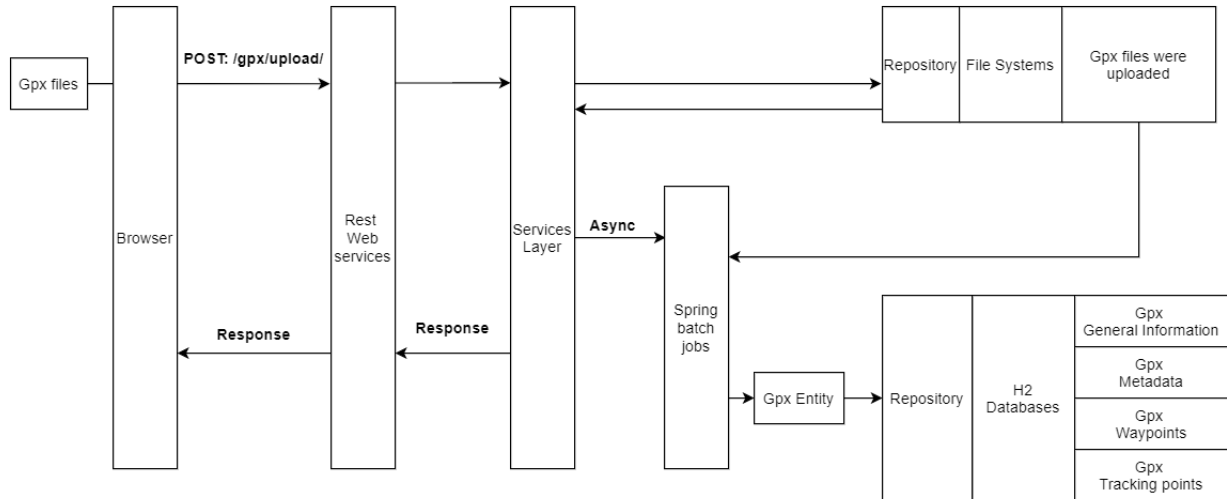 Gpx files
POST: /gpx/upload/
Browser
Response
Rest
Web
services
Response
Services
Layer
Async
Spring
batch
jobs
Repository
File Systems
Gpx files were
uploaded
Gpx Entity
Repository
H2
Databases
Gpx
General Information
Gpx
Metadata
Gpx
Waypoints
Gpx
Tracking points